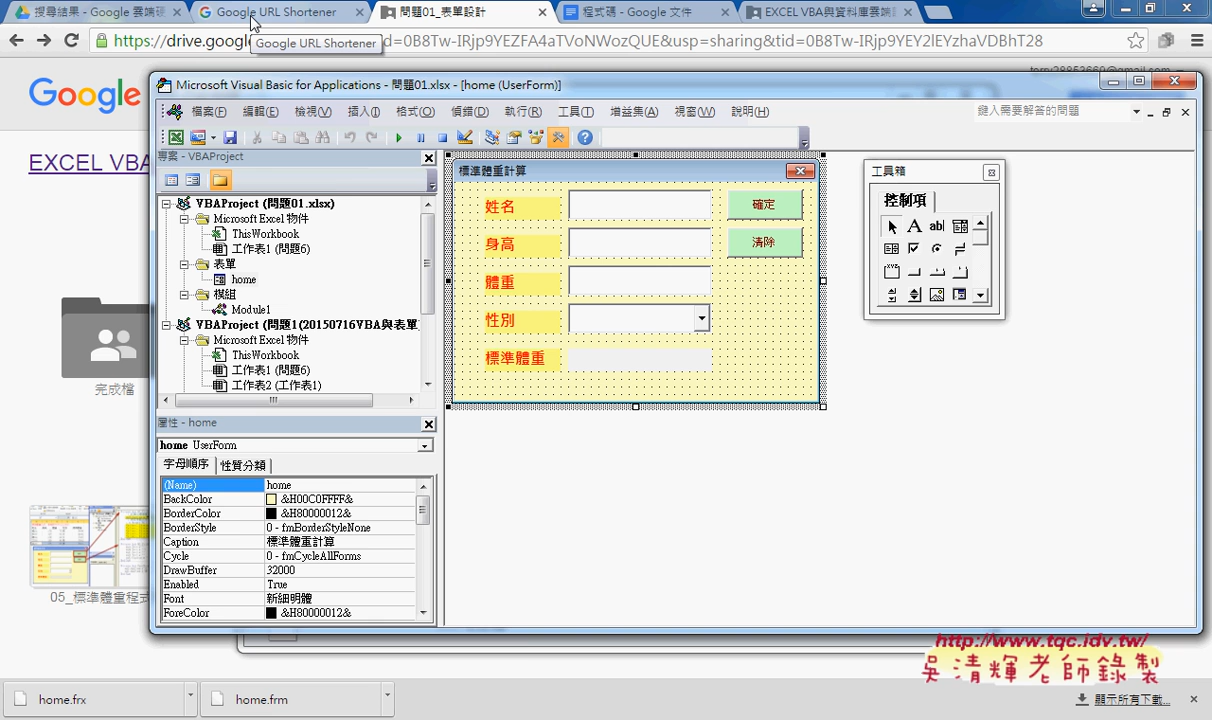 搜尋結果 - Google 雲端硬
Google URL Shortener
問題01_表單設計
程式碼 - Google 文件
EXCEL VBA與資料庫雲端
https://drive.goog
Google URL Shortener
id=0B8Tw-IRjp9YEZFA4aTVoNWozQUE&usp=sharing&tid=0B8Tw-IRjp9YEY2lEYzhaVDBhT28
Google
EXCEL VBA
完成檔
05_標準體重程式
Microsoft Visual Basic for Applications - 問題01.xlsx - [home (UserForm)]
檔案(F) 編輯(E) 檢視(V) 插入(I) 格式(O) 偵錯(D) 執行(R) 工具(T) 增益集(A) 視窗(W) 說明(H)
鍵入需要解答的問題
專案 - VBAProject
VBAProject (問題01.xlsx)
Microsoft Excel 物件
ThisWorkbook
工作表1 (問題6)
表單
home
模組
Module1
VBAProject (問題1(20150716VBA與表單
Microsoft Excel 物件
ThisWorkbook
工作表1 (問題6)
工作表2 (工作表1)
屬性 - home
home UserForm
字母順序 性質分類
(Name) home
BackColor &H00C0FFFF&
BorderColor &H80000012&
BorderStyle 0 - fmBorderStyleNone
Caption 標準體重計算
Cycle 0 - fmCycleAllForms
DrawBuffer 32000
Enabled True
Font 新細明體
ForeColor &H80000012&
標準體重計算
姓名
確定
身高
清除
體重
性別
標準體重
工具箱
控制項
A
ab|
http://www.tqc.idv.tw/
吳清輝老師錄製
home.frx
home.frm
顯示所有下載...